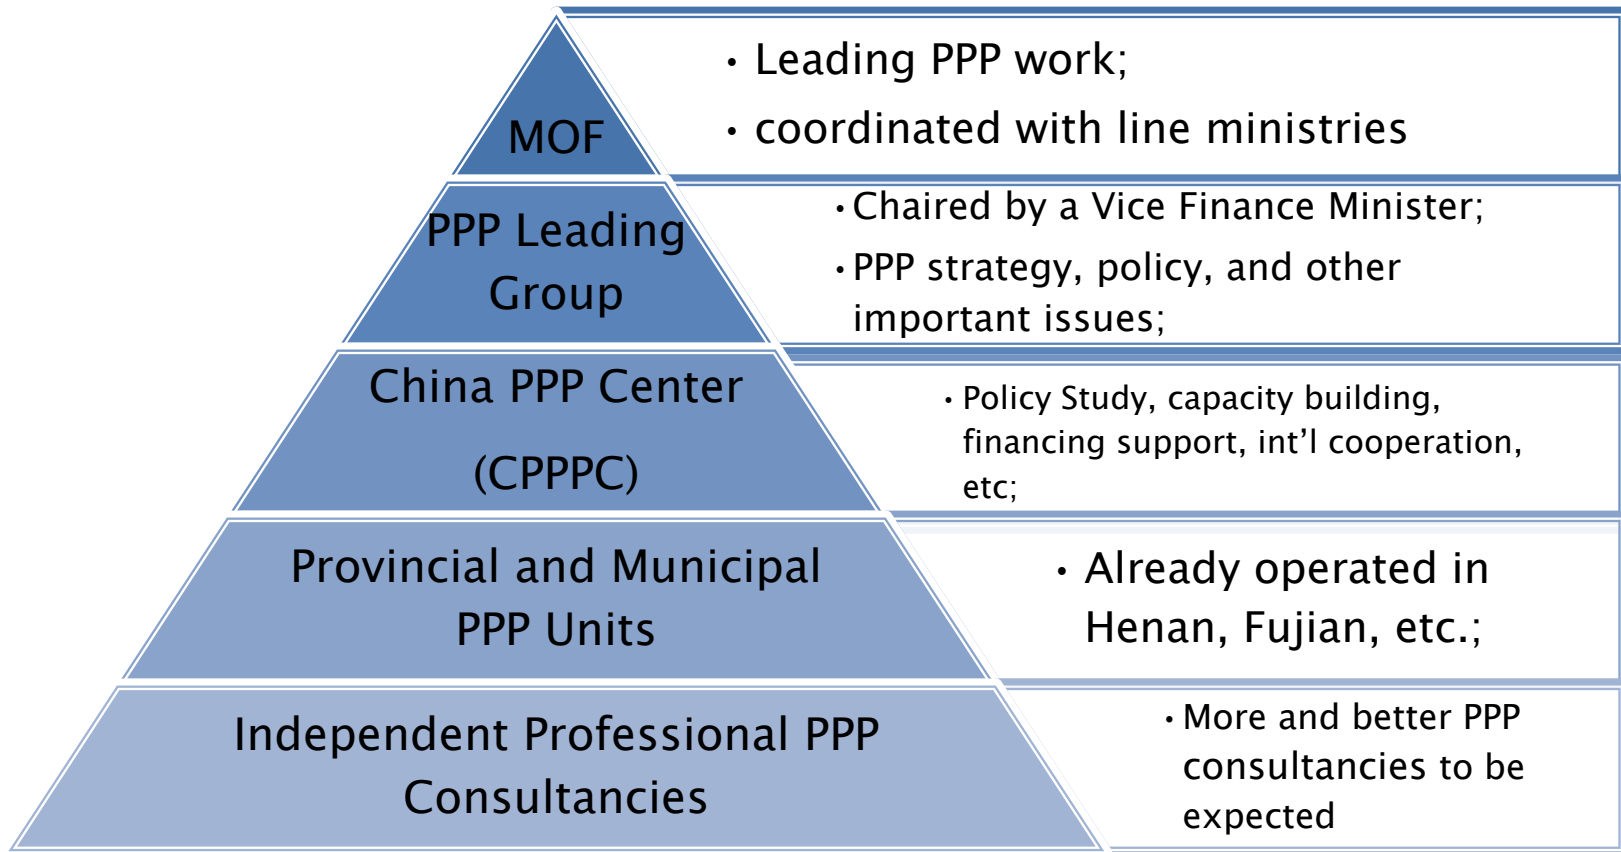 MOF
• Leading PPP work;
• coordinated with line ministries
PPP Leading
Group
• Chaired by a Vice Finance Minister;
• PPP strategy, policy, and other
important issues;
China PPP Center
(CPPPC)
• Policy Study, capacity building,
financing support, int’l cooperation,
etc;
Provincial and Municipal
PPP Units
• Already operated in
Henan, Fujian, etc.;
Independent Professional PPP
Consultancies
• More and better PPP
consultancies to be
expected